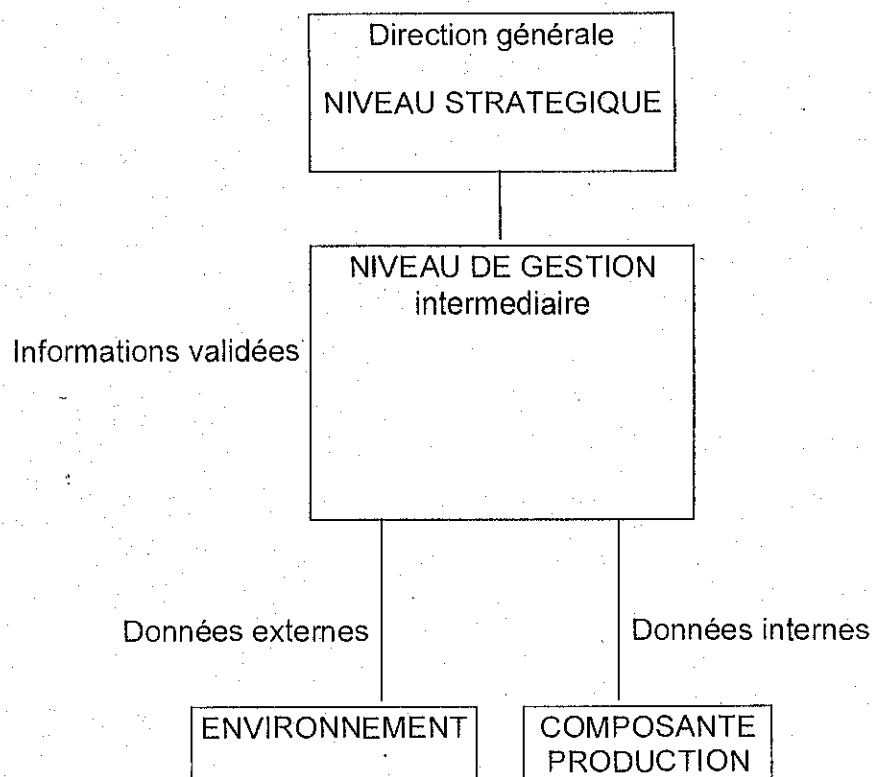 Direction générale
NIVEAU STRATEGIQUE
NIVEAU DE GESTION
intermediaire
Informations validées
Données externes
Données internes
ENVIRONNEMENT
COMPOSANTE
PRODUCTION